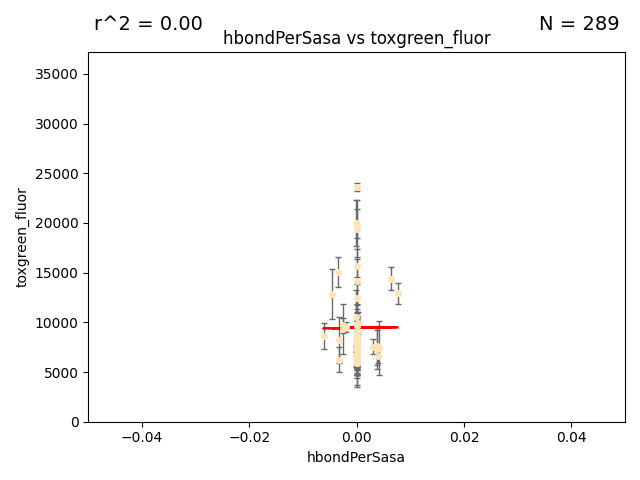 r^2 = 0.00
N = 289
hbondPerSasa vs toxgreen_fluor
toxgreen_fluor
35000
30000
25000
20000
15000
10000
5000
0
−0.04
−0.02
0.00
0.02
0.04
hbondPerSasa